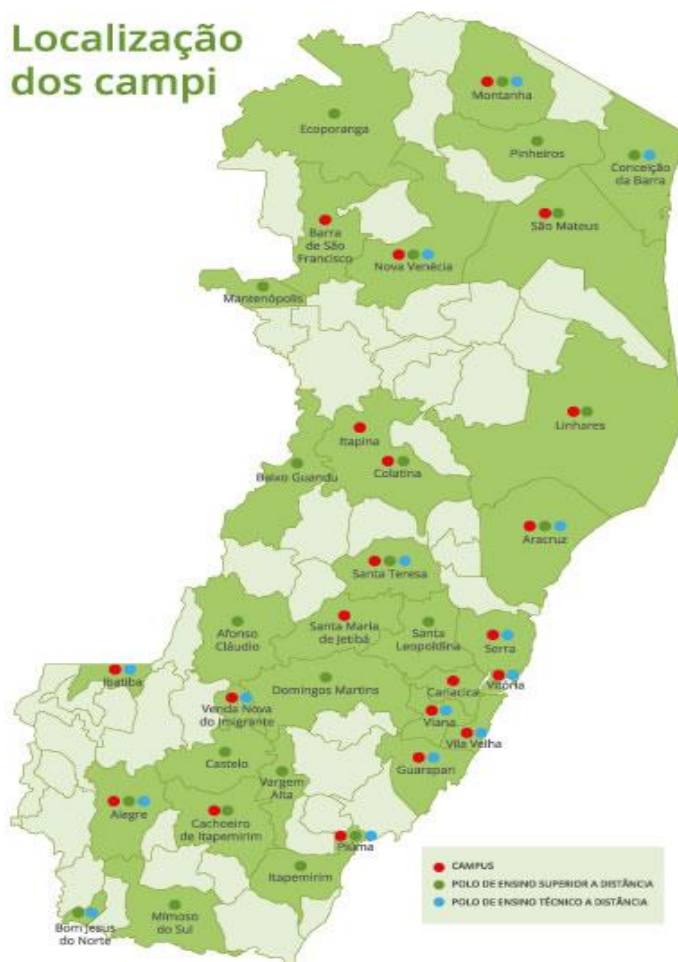 Localização
dos campi
Montanha
Ecoporanga
Pinheiros
Conceição
da Barra
São Mateus
Barra
de São
Francisco
Nova Venécia
Mantenópolis
Linhares
Itapina
Colatina
Baixo Guandu
Aracruz
Santa Teresa
Afonso
Cláudio
Santa Maria
de Jetibá
Santa
Leopoldina
Serra
Ibatiba
Domingos Martins
Cariacica
Vitória
Venda Nova
do Imigrante
Viana
Vila Velha
Castelo
Guarapari
Vargem
Alta
Alegre
Cachoeiro
de Itapemirim
Piúma
Itapemirim
Bom Jesus
do Norte
Mimoso
do Sul
CAMPUS
POLO DE ENSINO SUPERIOR A DISTÂNCIA
POLO DE ENSINO TÉCNICO A DISTÂNCIA